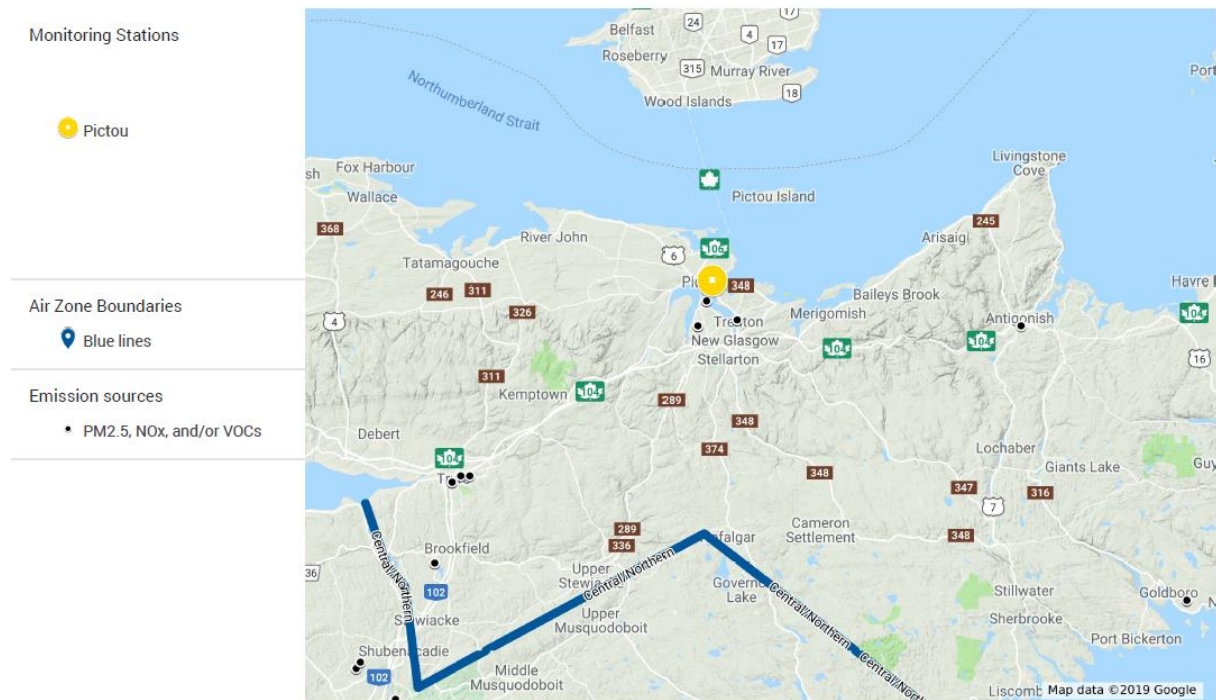 Monitoring Stations
Pictou
Air Zone Boundaries
Blue lines
Emission sources
PM2.5, NOx, and/or VOCs
Belfast
24
17
4
17
Roseberry
315
Murray River
18
Wood Islands
Northumberland Strait
Livingstone
Cove
Fox Harbour
Wallace
Pictou Island
368
River John
6
106
Arisaig
245
Tatamagouche
246
311
326
348
Baileys Brook
Merigomish
Trenton
New Glasgow
Stellarton
104
Antigonish
104
104
4
16
311
Kemptown
104
289
348
374
Debert
104
Lochaber
Giants Lake
348
347
316
7
289
336
Cameron
Settlement
348
Brookfield
36
102
Upper
Governor
Lake
Upper
Musquodoboit
Stillwater
Sherbrooke
Goldboro
Port Bickerton
Shubenacadie
102
Middle
Musquodoboit
Central/Northern
Central/Northern
Central/Northern
Central/Northern
Map data ©2019 Google